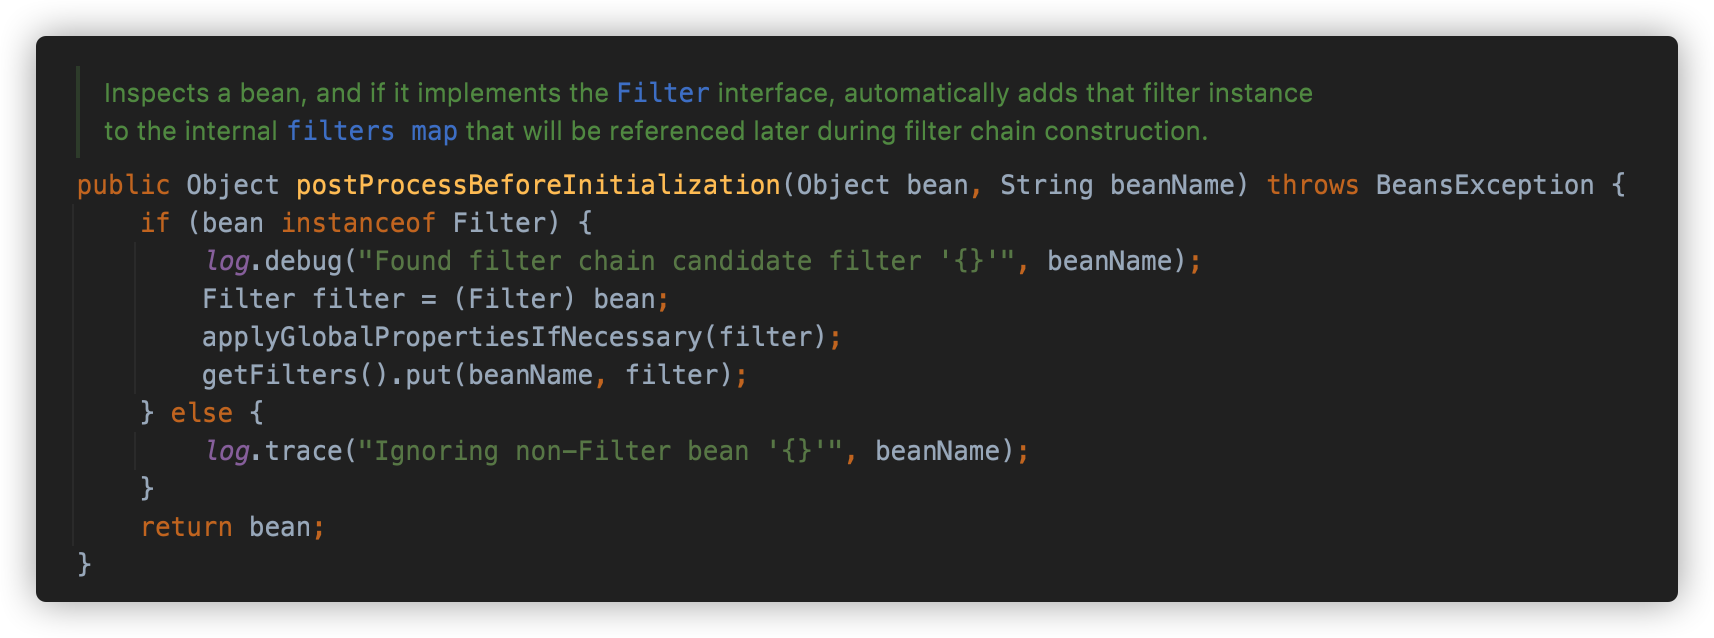 Inspects a bean, and if it implements the Filter interface, automatically adds that filter instance
to the internal filters map that will be referenced later during filter chain construction.
public Object postProcessBeforeInitialization(Object bean, String beanName) throws BeansException {
    if (bean instanceof Filter) {
        log.debug("Found filter chain candidate filter '{}'", beanName);
        Filter filter = (Filter) bean;
        applyGlobalPropertiesIfNecessary(filter);
        getFilters().put(beanName, filter);
    } else {
        log.trace("Ignoring non-Filter bean '{}'", beanName);
    }
    return bean;
}